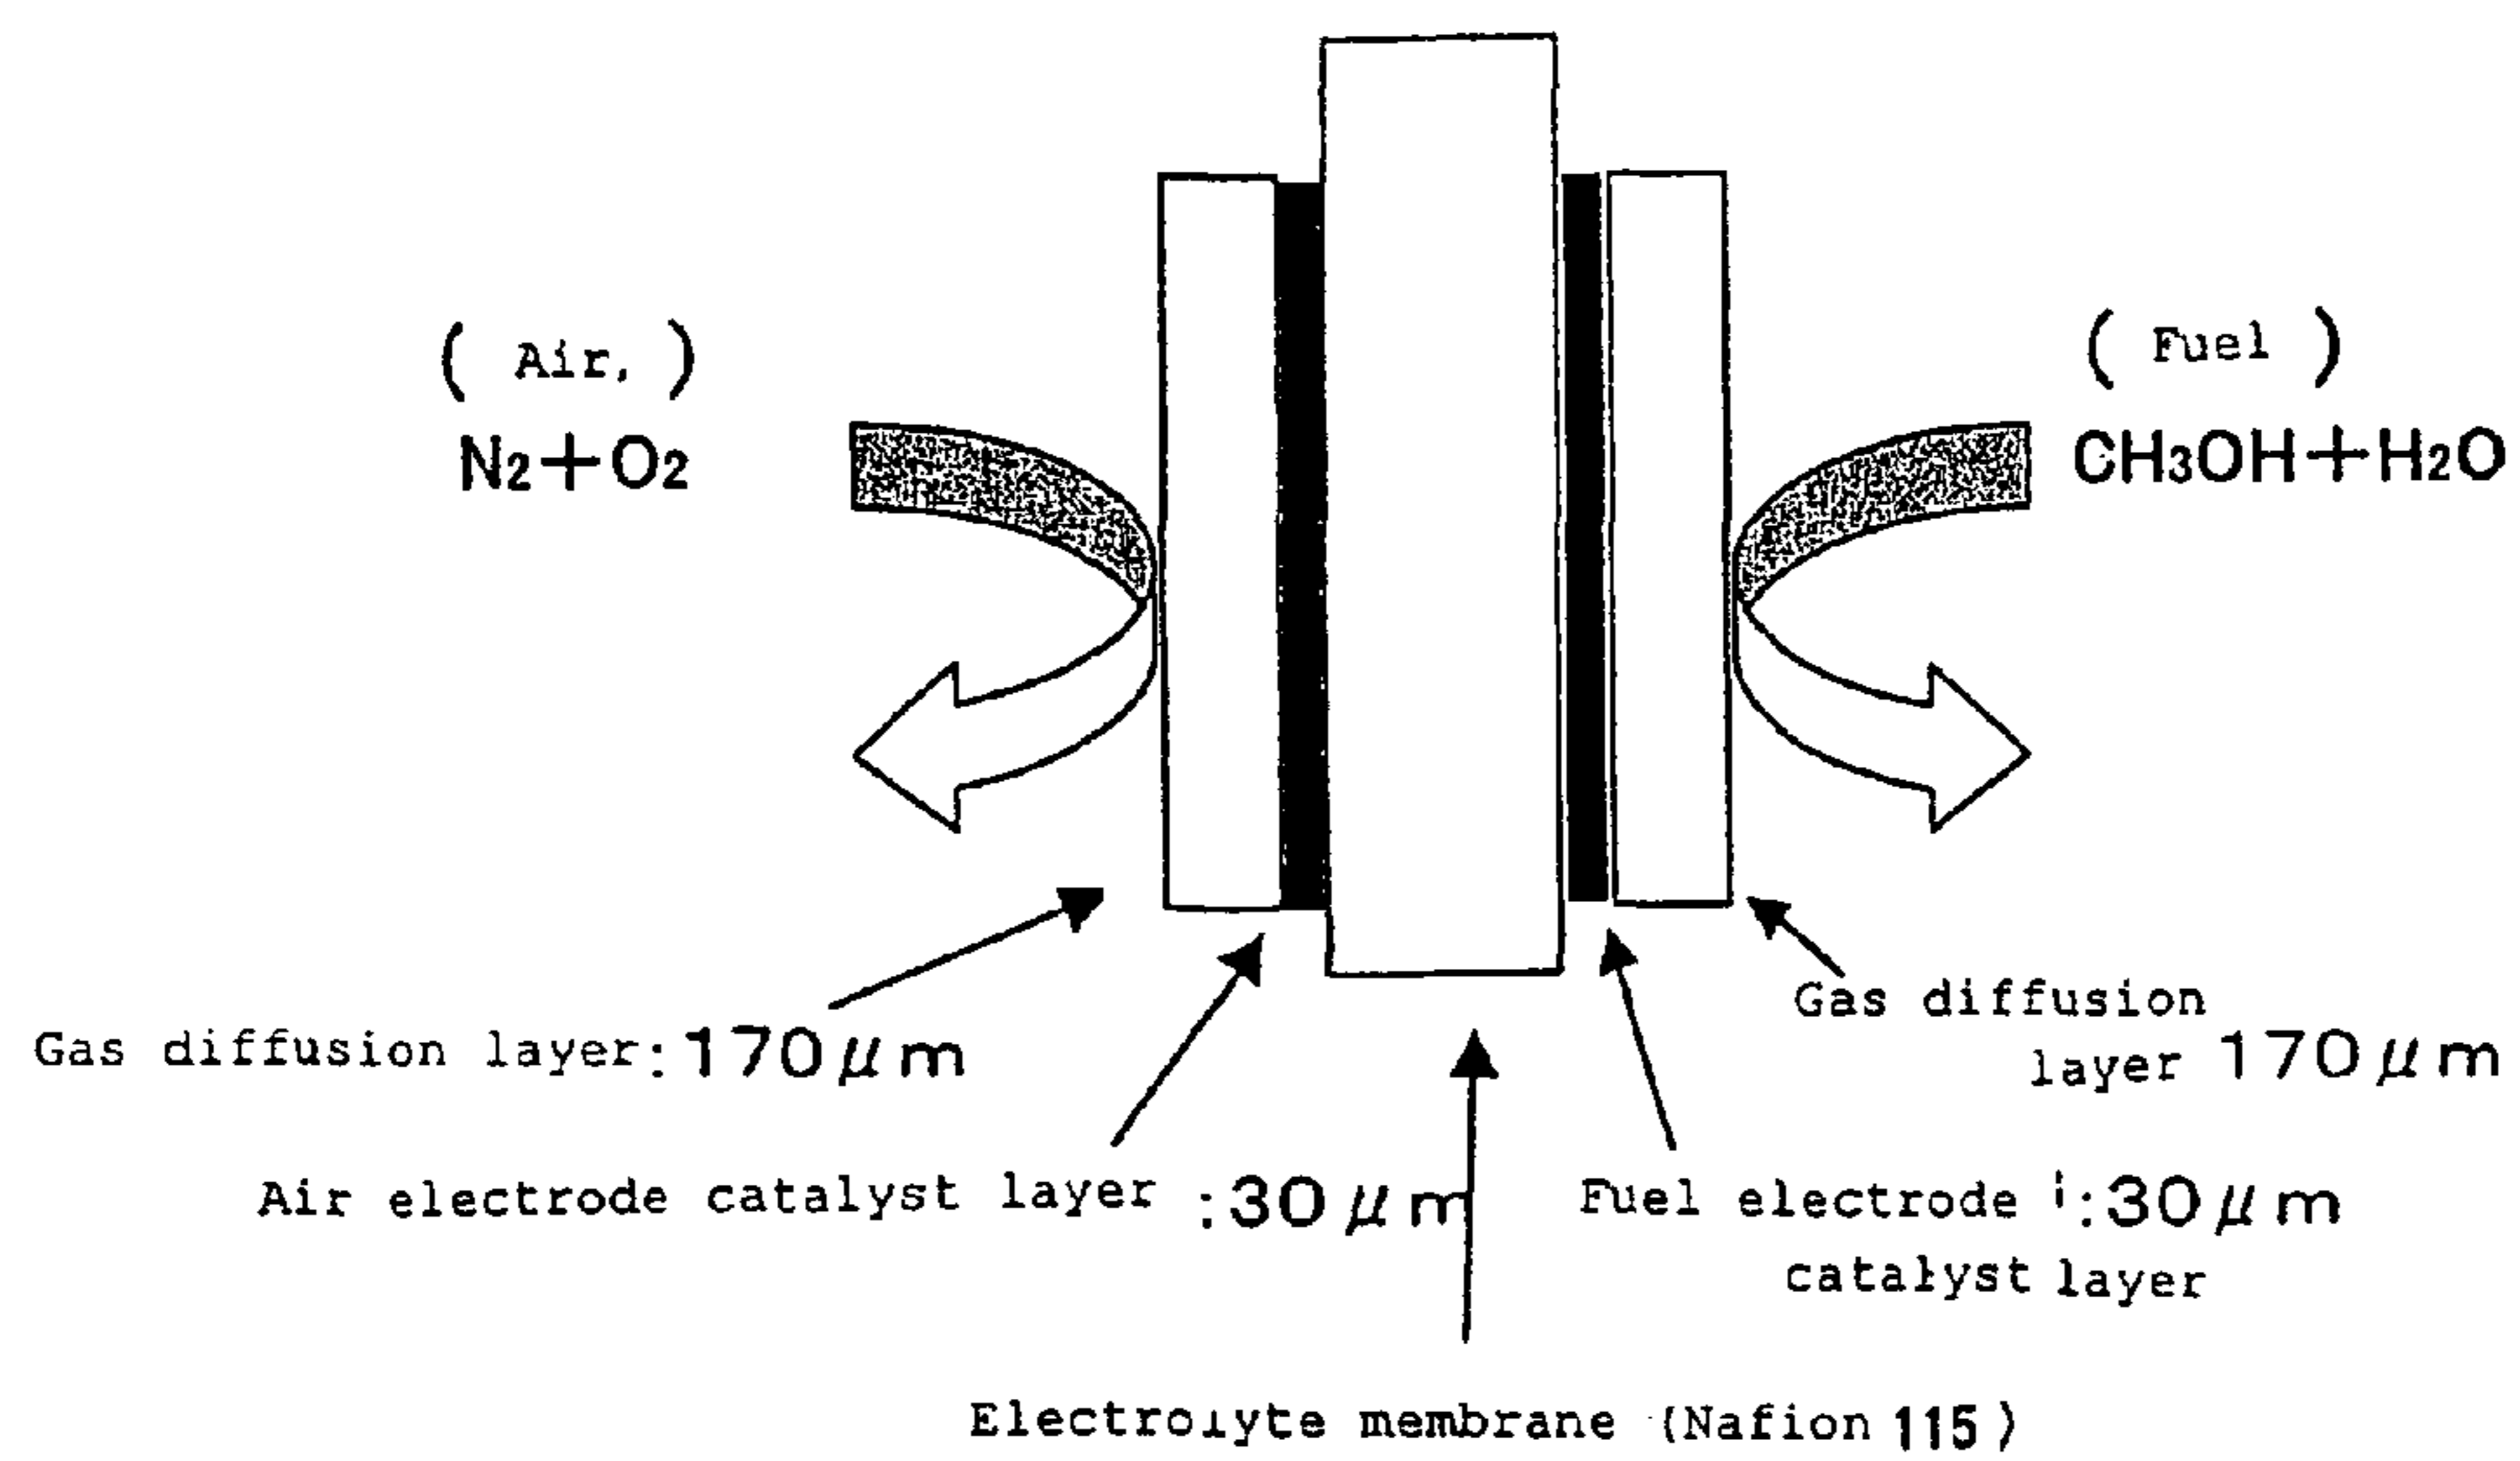 ( Air, )
N2+O2
( Fuel )
CH3OH+H2O
Gas diffusion layer:170μm
Gas diffusion
layer 170μm
Air electrode catalyst layer :30μm
Fuel electrode :30μm
catalyst layer
Electrolyte membrane (Nafion 115)